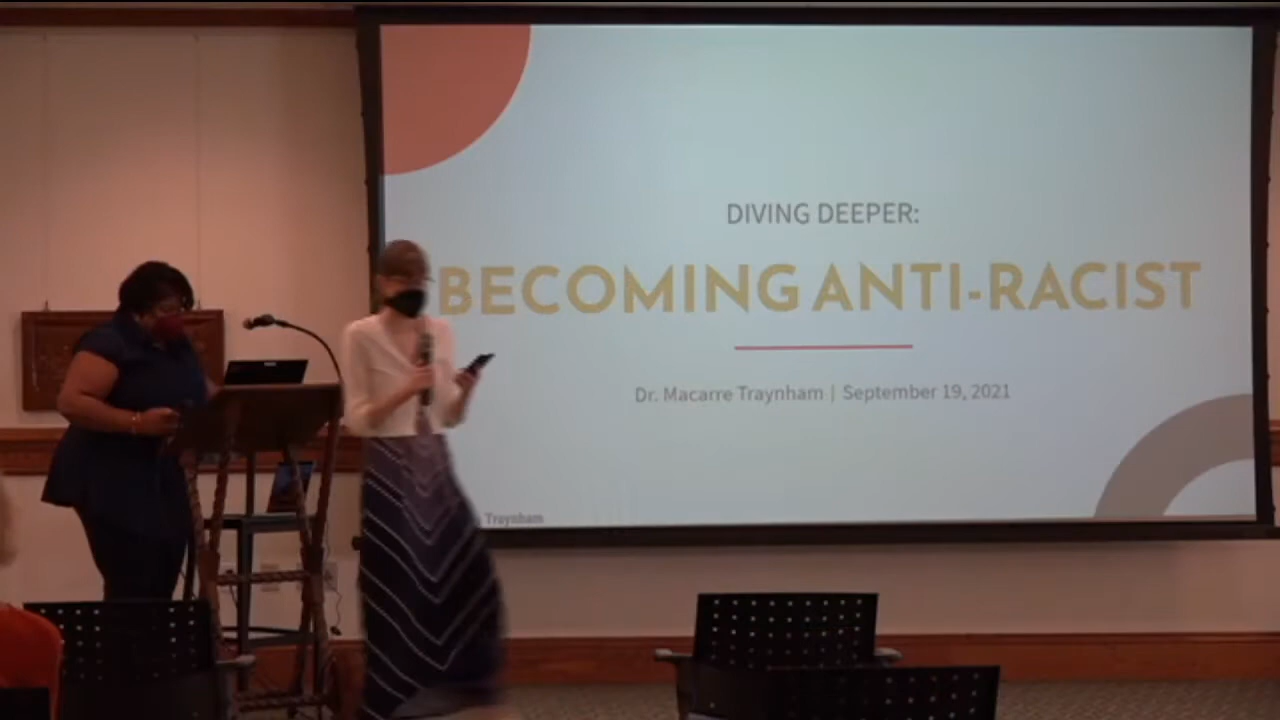 DIVING DEEPER:
BECOMING ANTI-RACIST
Dr. Macarre Traynham | September 19, 2021
Traynham